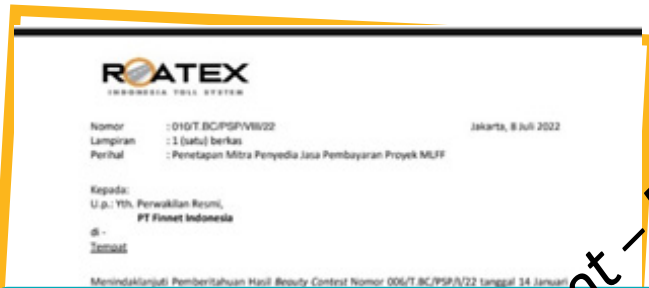 ROATEX
INDONESIA TOLL SYSTEM
Nomor : 010/T.BC/PSP/VIII/22 Jakarta, 8 Juli 2022
Lampiran : 1 (satu) berkas
Perihal : Penetapan Mitra Penyedia Jasa Pembayaran Proyek MLFF
Kepada:
U.p.: Yth. Perwakilan Resmi,
PT Finnet Indonesia
di -
Tempat
Menindaklanjuti Pemberitahuan Hasil Beauty Contest Nomor 006/T.BC/PSP/I/22 tanggal 14 Januari